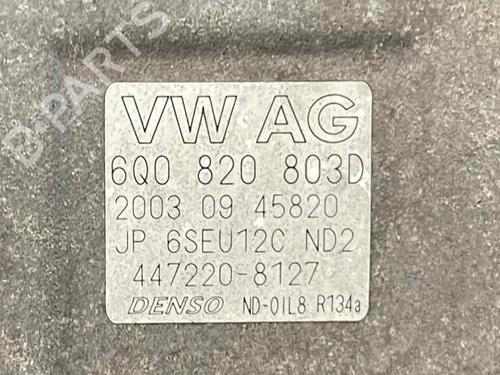 B-PARTS
VW AG
6Q0 820 803D
2003 09 45820
JP 6SEU12C ND2
447220-8127
DENSO ND-OIL8 R134a